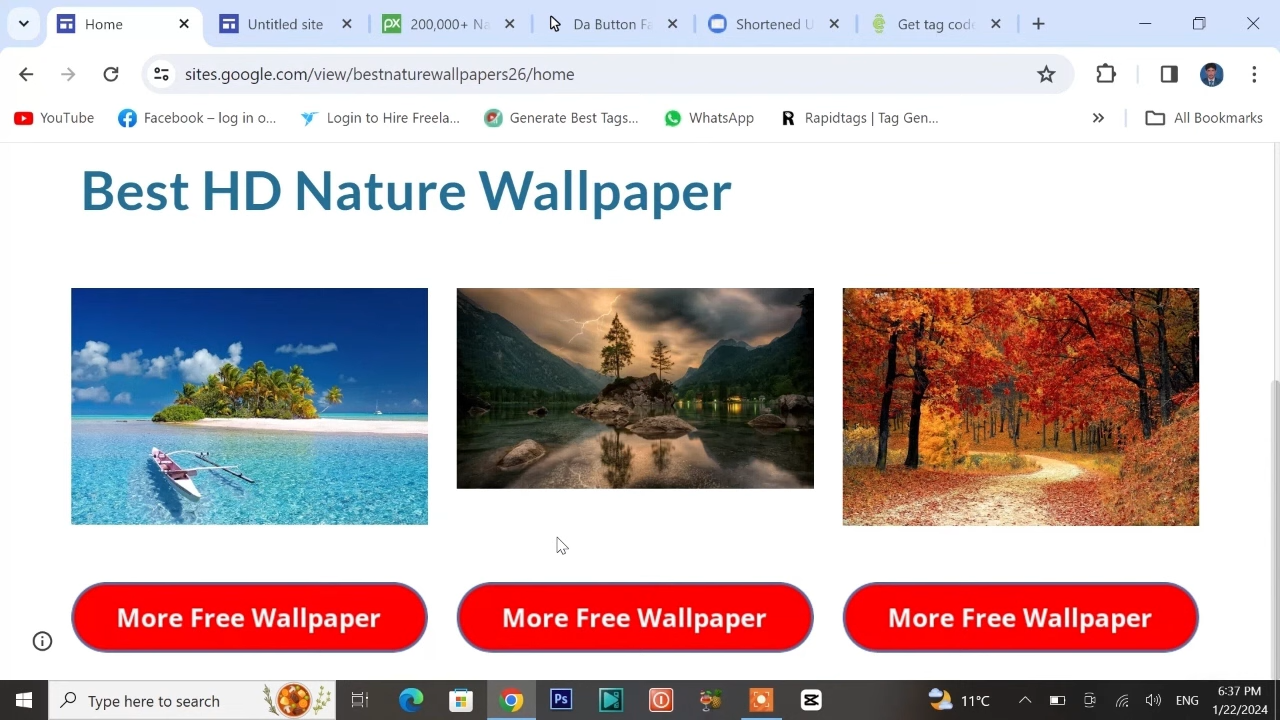 Home
Untitled site
200,000+ Na
Da Button Fa
Shortened U
Get tag code
sites.google.com/view/bestnaturewallpapers26/home
YouTube
Facebook – log in o...
Login to Hire Freela...
Generate Best Tags...
WhatsApp
Rapidtags | Tag Gen...
All Bookmarks
Best HD Nature Wallpaper
More Free Wallpaper
More Free Wallpaper
More Free Wallpaper
Type here to search
11°C
ENG
6:37 PM
1/22/2024